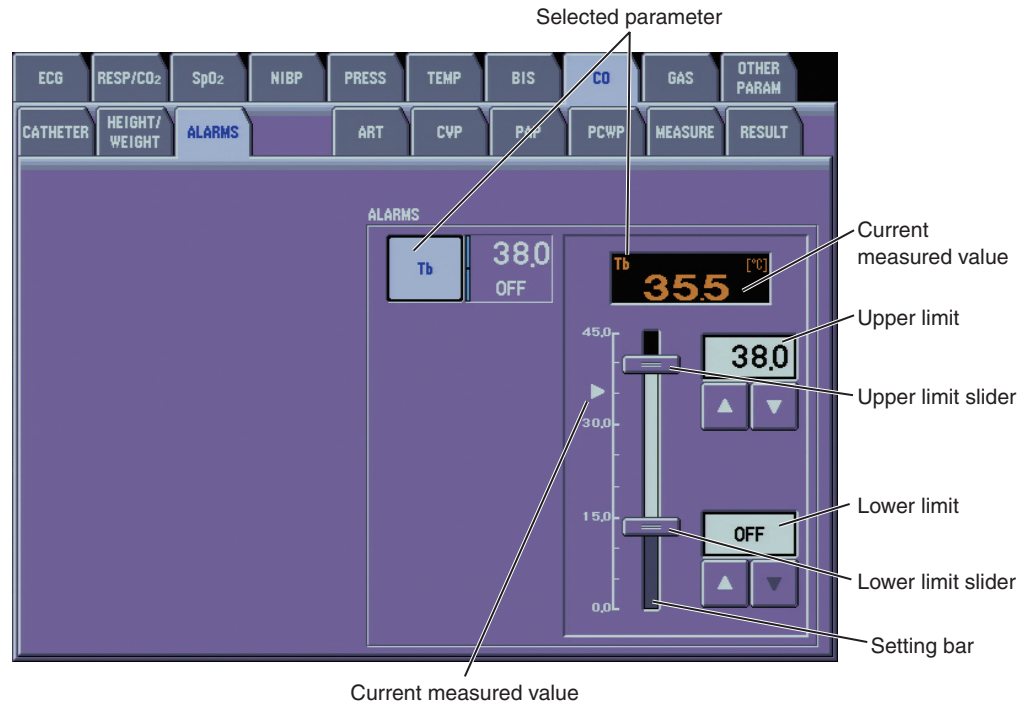 Selected parameter
ECG RESP/CO2 SpO2 NIBP PRESS TEMP BIS CO GAS OTHER PARAM
CATHETER HEIGHT/ WEIGHT ALARMS ART CVP PAP PCWP MEASURE RESULT
ALARMS
Tb
38.0
OFF
Tb [°C]
35.5
Current
measured value
45.0
30.0
15.0
0.0
38.0
Upper limit
Upper limit slider
OFF
Lower limit
Lower limit slider
Setting bar
Current measured value